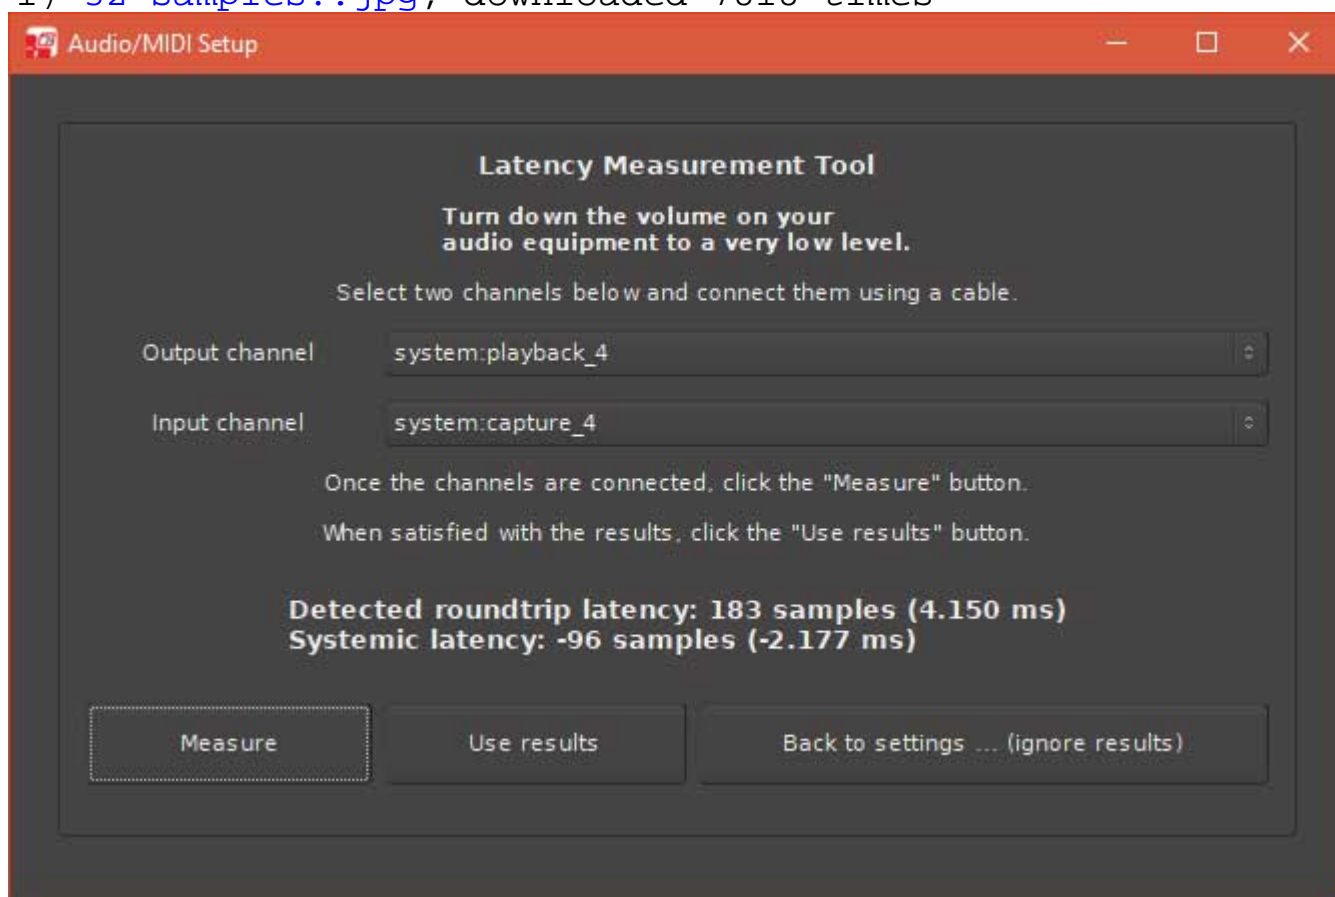 samples..jpg, downloaded times
Audio/MIDI Setup
Latency Measurement Tool
Turn down the volume on your
audio equipment to a very low level.
Select two channels below and connect them using a cable.
Output channel system:playback_4
Input channel system:capture_4
Once the channels are connected, click the "Measure" button.
When satisfied with the results, click the "Use results" button.
Detected roundtrip latency: 183 samples (4.150 ms)
Systemic latency: -96 samples (-2.177 ms)
Measure Use results Back to settings ... (ignore results)